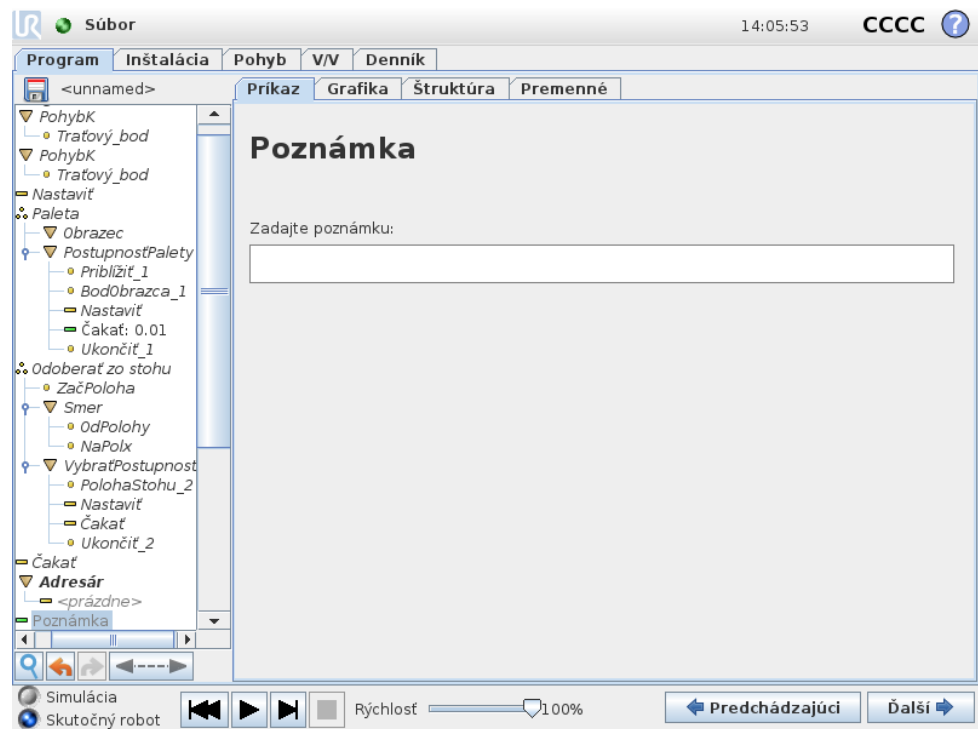 UR Súbor 14:05:53 CCCC ?
Program Inštalácia Pohyb V/V Denník
<unnamed>
Príkaz Grafika Štruktúra Premenné
PohybK
Traťový_bod
PohybK
Traťový_bod
Nastaviť
Paleta
Obrazec
PostupnosťPalety
Priblížiť_1
BodObrazca_1
Nastaviť
Čakať: 0.01
Ukončiť_1
Odoberať zo stohu
ZačPoloha
Smer
OdPolohy
NaPolx
VybraťPostupnost
PolohaStohu_2
Nastaviť
Čakať
Ukončiť_2
Čakať
Adresár
<prázdne>
Poznámka
Poznámka
Zadajte poznámku:
Simulácia
Skutočný robot
Rýchlosť 100%
Predchádzajúci Ďalší